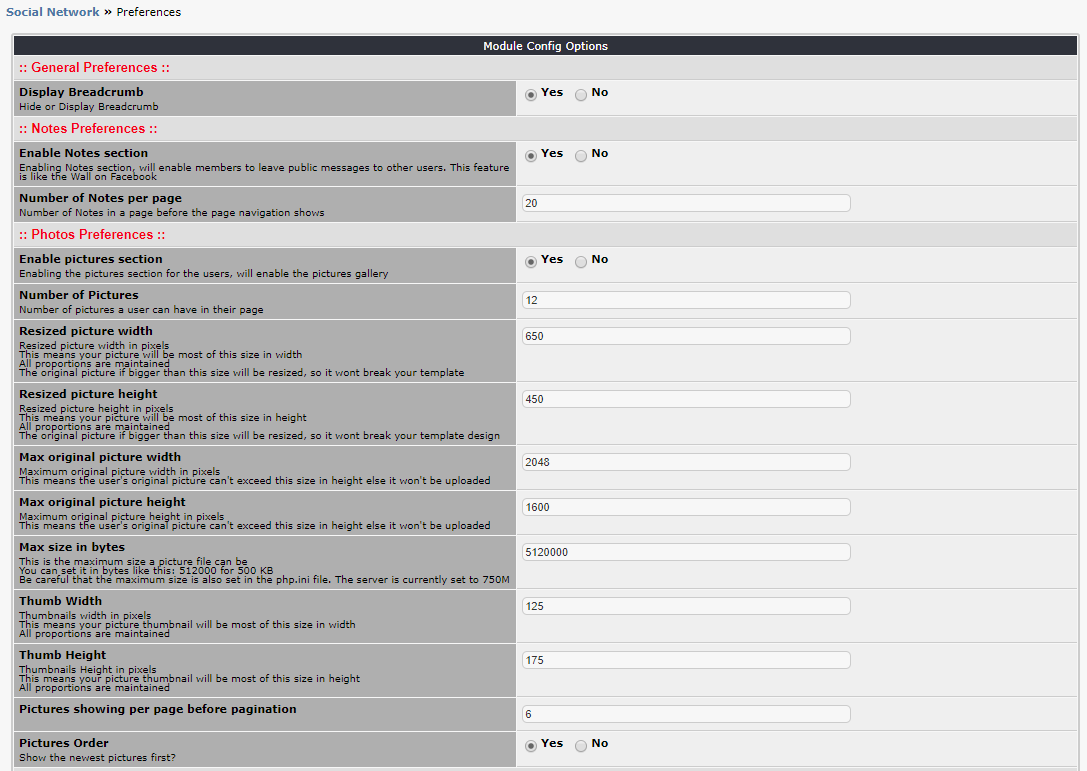 Social Network » Preferences
Module Config Options
:: General Preferences ::
Display Breadcrumb
Hide or Display Breadcrumb
Yes No
:: Notes Preferences ::
Enable Notes section
Enabling Notes section, will enable members to leave public messages to other users. This feature
is like the Wall on Facebook
Yes No
Number of Notes per page
Number of Notes in a page before the page navigation shows
20
:: Photos Preferences ::
Enable pictures section
Enabling the pictures section for the users, will enable the pictures gallery
Yes No
Number of Pictures
Number of pictures a user can have in their page
12
Resized picture width
Resized picture width in pixels
This means your picture will be most of this size in width
All proportions are maintained
The original picture if bigger than this size will be resized, so it wont break your template
650
Resized picture height
Resized picture height in pixels
This means your picture will be most of this size in height
All proportions are maintained
The original picture if bigger than this size will be resized, so it wont break your template design
450
Max original picture width
Maximum original picture width in pixels
This means the user's original picture can't exceed this size in height else it won't be uploaded
2048
Max original picture height
Maximum original picture height in pixels
This means the user's original picture can't exceed this size in height else it won't be uploaded
1600
Max size in bytes
This is the maximum size a picture file can be
You can set it in bytes like this: 512000 for 500 KB
Be careful that the maximum size is also set in the php.ini file. The server is currently set to 750M
5120000
Thumb Width
Thumbnails width in pixels
This means your picture thumbnail will be most of this size in width
All proportions are maintained
125
Thumb Height
Thumbnails Height in pixels
This means your picture thumbnail will be most of this size in height
All proportions are maintained
175
Pictures showing per page before pagination
6
Pictures Order
Show the newest pictures first?
Yes No